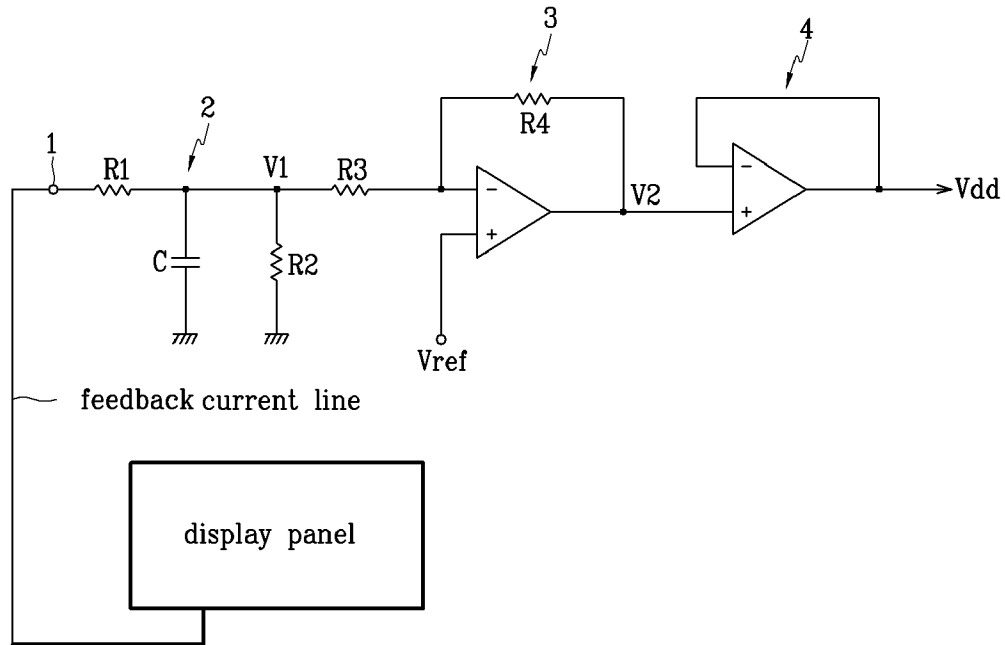 3
4
2
1
R4
R1
V1
R3
−
V2
−
Vdd
+
+
C
R2
Vref
feedback current line
display panel